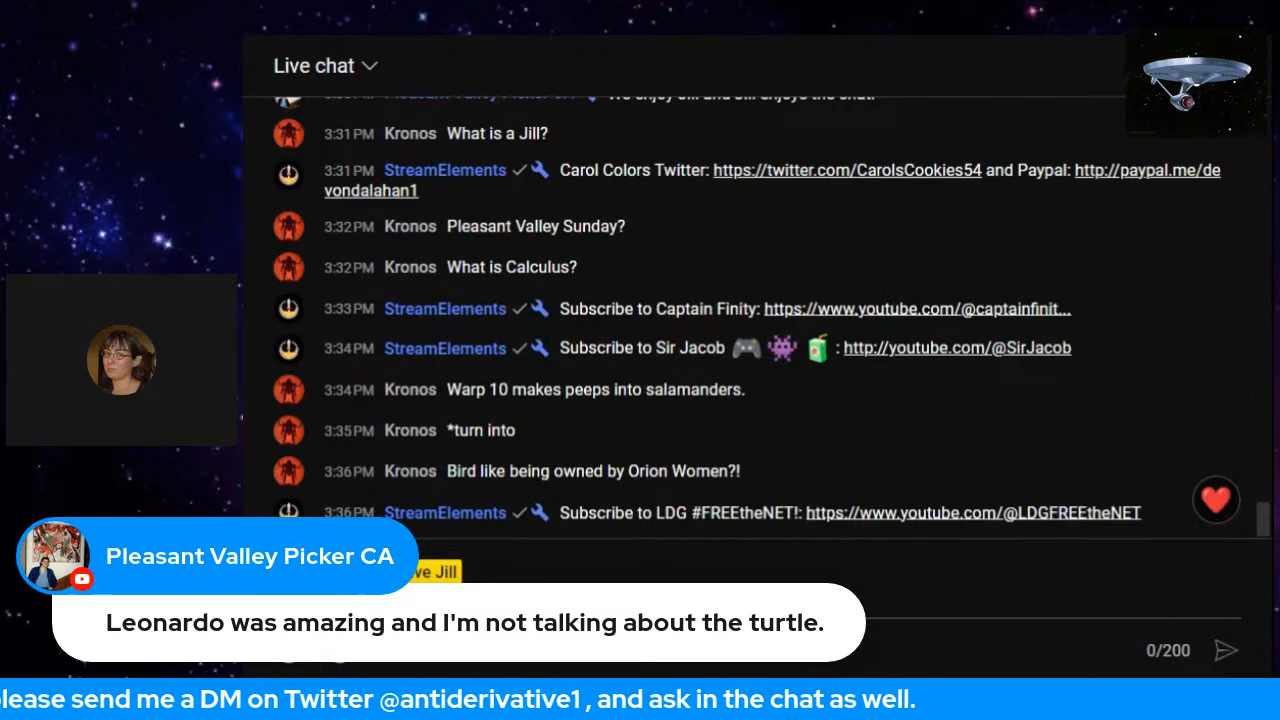 Live chat
3:31 PM Kronos What is a Jill?
3:31 PM StreamElements Carol Colors Twitter: https://twitter.com/CarolsCookies54 and Paypal: http://paypal.me/de
vondalahan1
3:32 PM Kronos Pleasant Valley Sunday?
3:32 PM Kronos What is Calculus?
3:33 PM StreamElements Subscribe to Captain Finity: https://www.youtube.com/@captainfinit...
3:34 PM StreamElements Subscribe to Sir Jacob 🎮 👾 🧃 : http://youtube.com/@SirJacob
3:34 PM Kronos Warp 10 makes peeps into salamanders.
3:35 PM Kronos *turn into
3:36 PM Kronos Bird like being owned by Orion Women?!
3:36 PM StreamElements Subscribe to LDG #FREEtheNET!: https://www.youtube.com/@LDGFREEtheNET
Pleasant Valley Picker CA
ve Jill
Leonardo was amazing and I'm not talking about the turtle.
0/200
lease send me a DM on Twitter @antiderivative1 , and ask in the chat as well.